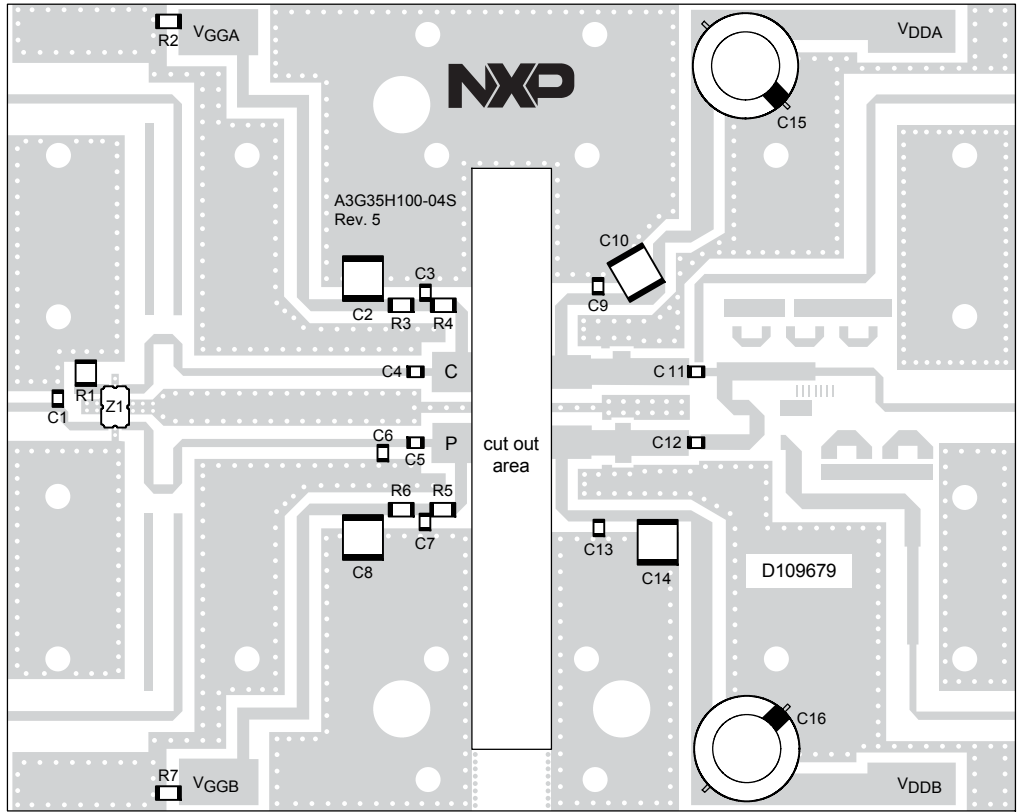 R2
VGGA
VDDA
NXP
C15
A3G35H100-04S
Rev. 5
C10
C3
C2
R3
R4
C9
C4
C
C 11
R1
Z1
C1
C6
C5
P
cut out
area
C12
R6
R5
C7
C8
C13
C14
D109679
C16
R7
VGGB
VDDB